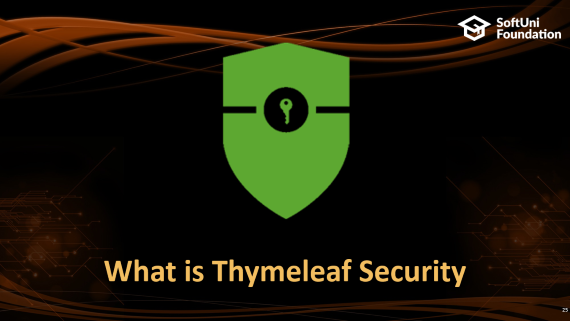 SoftUni
Foundation
What is Thymeleaf Security
25